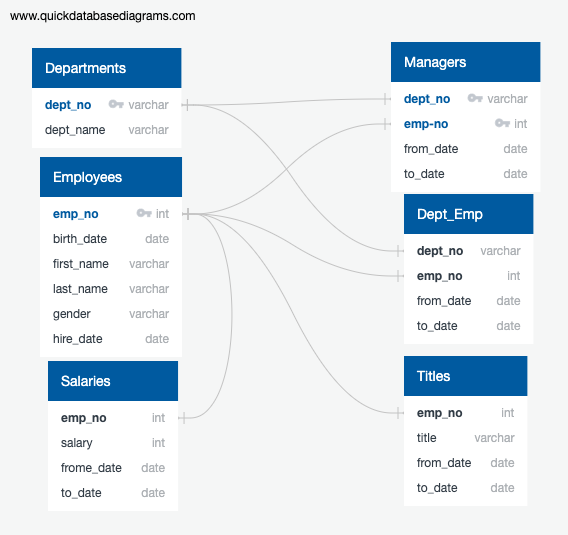 www.quickdatabasediagrams.com
Departments
dept_no varchar
dept_name varchar
Employees
emp_no int
birth_date date
first_name varchar
last_name varchar
gender varchar
hire_date date
Salaries
emp_no int
salary int
frome_date date
to_date date
Managers
dept_no varchar
emp-no int
from_date date
to_date date
Dept_Emp
dept_no varchar
emp_no int
from_date date
to_date date
Titles
emp_no int
title varchar
from_date date
to_date date